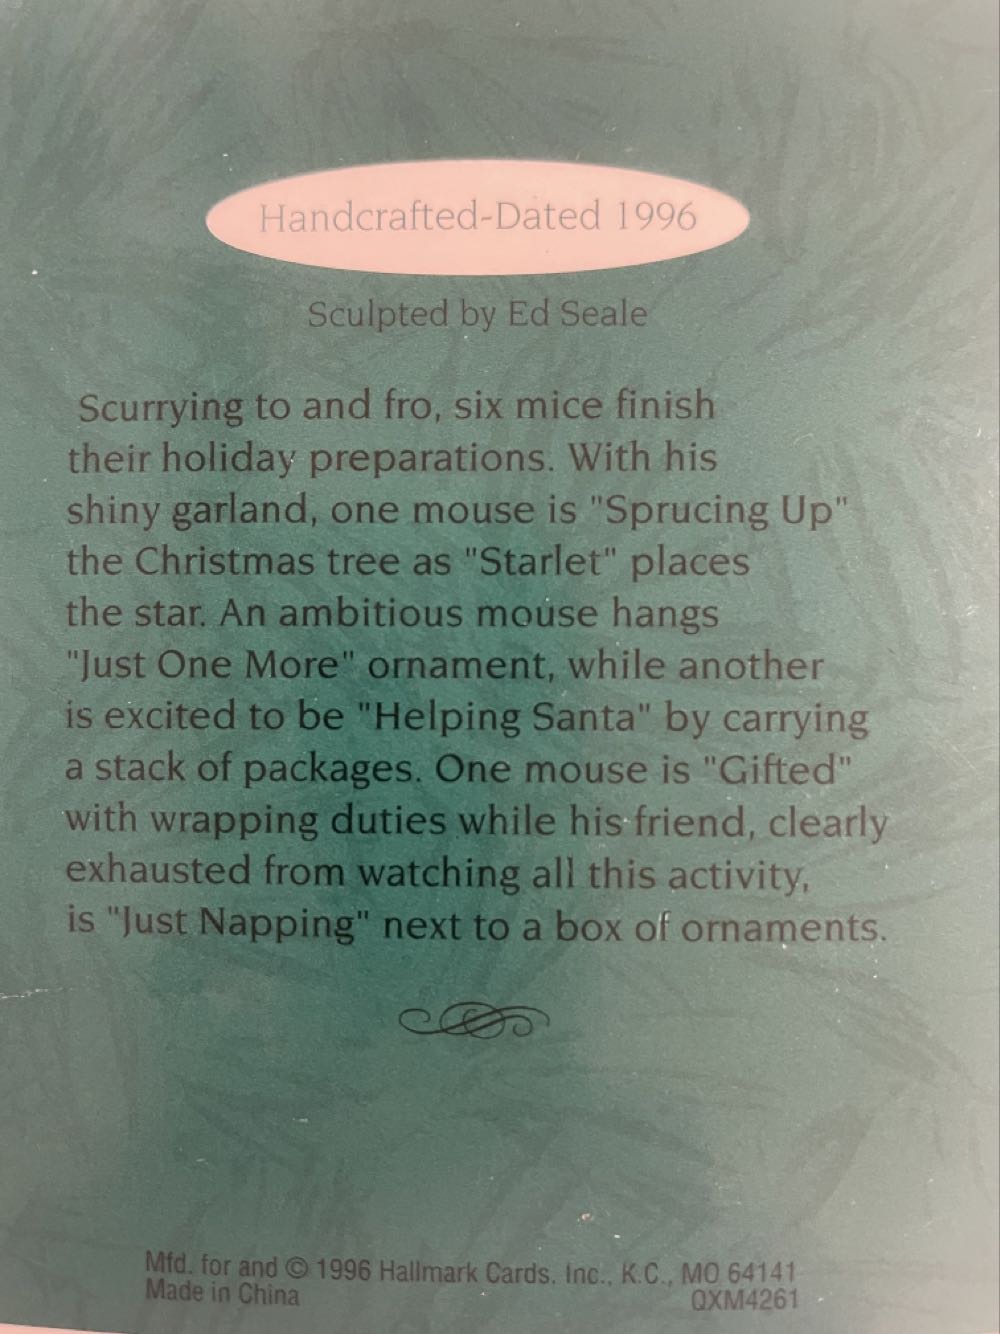 Handcrafted-Dated 1996
Sculpted by Ed Seale
Scurrying to and fro, six mice finish
their holiday preparations. With his
shiny garland, one mouse is "Sprucing Up"
the Christmas tree as "Starlet" places
the star. An ambitious mouse hangs
"Just One More" ornament, while another
is excited to be "Helping Santa" by carrying
a stack of packages. One mouse is "Gifted"
with wrapping duties while his friend, clearly
exhausted from watching all this activity,
is "Just Napping" next to a box of ornaments.
Mfd. for and © 1996 Hallmark Cards, Inc., K.C., MO 64141
Made in China
QXM4261